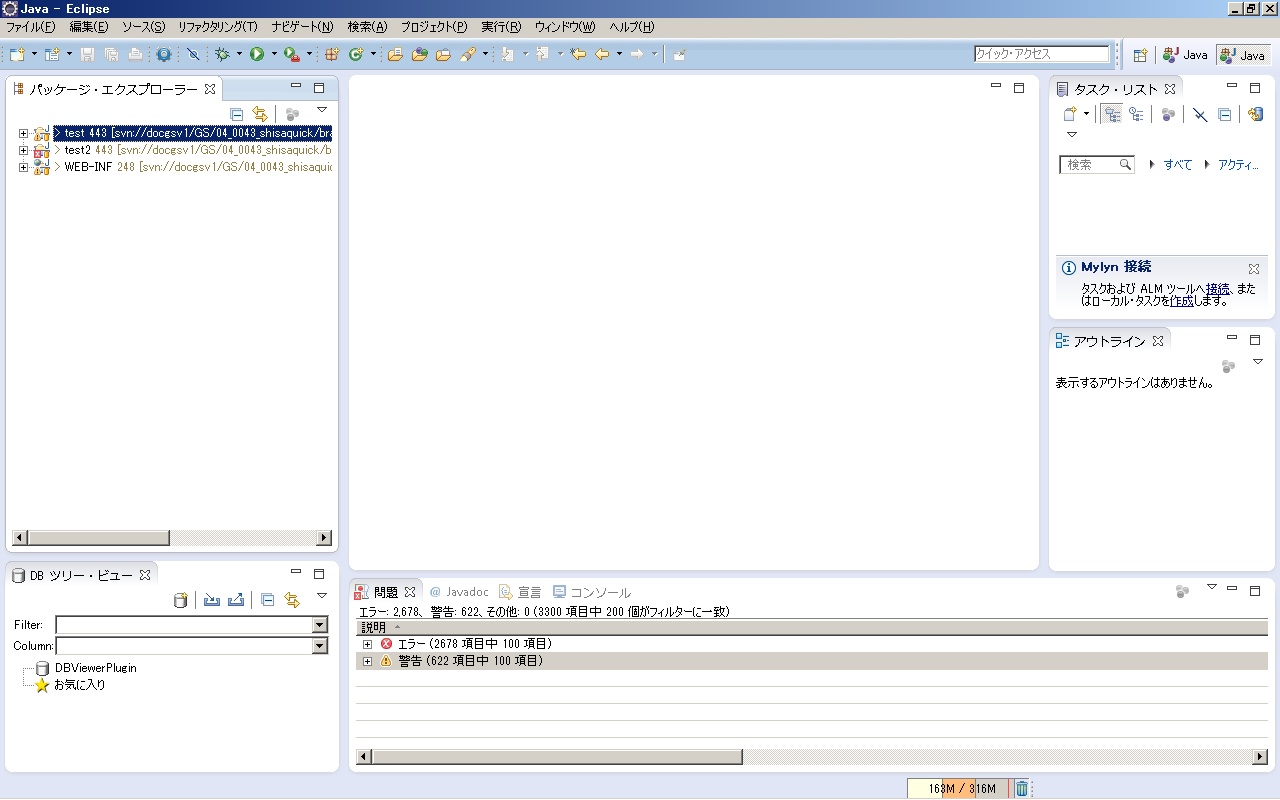 Java - Eclipse
ファイル(F) 編集(E) ソース(S) リファクタリング(T) ナビゲート(N) 検索(A) プロジェクト(P) 実行(R) ウィンドウ(W) ヘルプ(H)
クイック・アクセス
Java
Java
パッケージ・エクスプローラー
> test 443 [svn://docgsv1/GS/04_0043_shisaquick/bra
> test2 443 [svn://docgsv1/GS/04_0043_shisaquick/b
> WEB-INF 248 [svn://docgsv1/GS/04_0043_shisaquic
タスク・リスト
検索
すべて
アクティ...
Mylyn 接続
タスクおよび ALM ツールへ接続、また
はローカル・タスクを作成します。
アウトライン
表示するアウトラインはありません。
DB ツリー・ビュー
Filter:
Column:
DBViewerPlugin
お気に入り
問題 @ Javadoc 宣言 コンソール
エラー: 2,678、 警告: 622、その他: 0 (3300 項目中 200 個がフィルターに一致)
説明
エラー (2678 項目中 100 項目)
警告 (622 項目中 100 項目)
163M / 316M